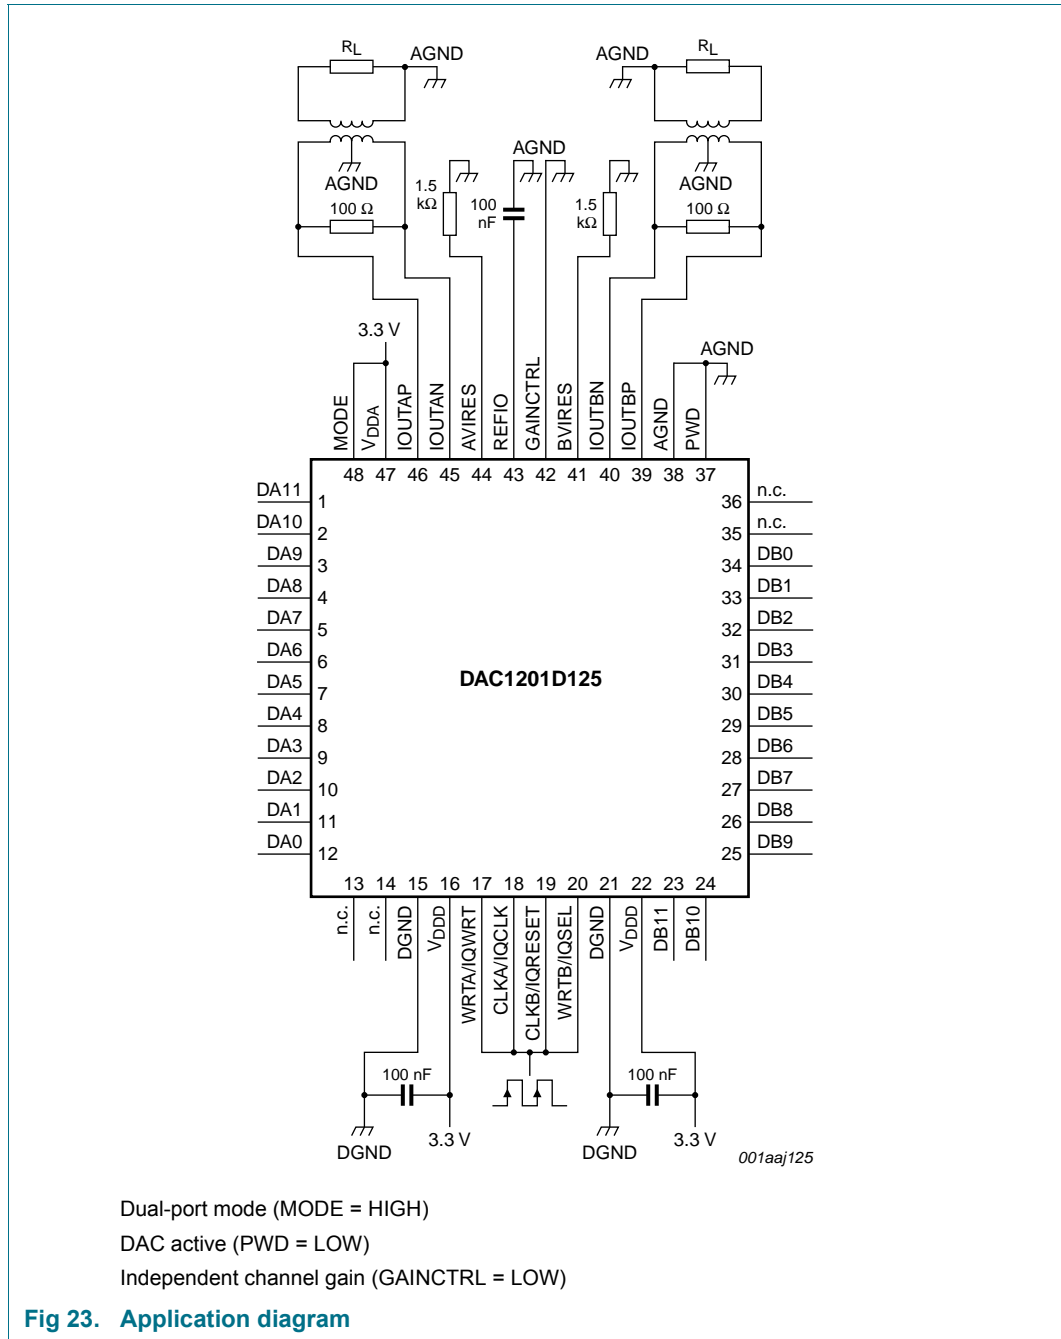 RL AGND AGND RL
AGND
AGND AGND
100 Ω 1.5 kΩ 100 nF 1.5 kΩ 100 Ω
3.3 V
AGND
MODE
VDDA
IOUTAP
IOUTAN
AVIRES
REFIO
GAINCTRL
BVIRES
IOUTBN
IOUTBP
AGND
PWD
48 47 46 45 44 43 42 41 40 39 38 37
DA11 1 36 n.c.
DA10 2 35 n.c.
DA9 3 34 DB0
DA8 4 33 DB1
DA7 5 32 DB2
DA6 6 31 DB3
DAC1201D125
DA5 7 30 DB4
DA4 8 29 DB5
DA3 9 28 DB6
DA2 10 27 DB7
DA1 11 26 DB8
DA0 12 25 DB9
13 14 15 16 17 18 19 20 21 22 23 24
n.c.
n.c.
DGND
VDDD
WRTA/IQWRT
CLKA/IQCLK
CLKB/IQRESET
WRTB/IQSEL
DGND
VDDD
DB11
DB10
100 nF 100 nF
DGND 3.3 V DGND 3.3 V
001aaj125
Dual-port mode (MODE = HIGH)
DAC active (PWD = LOW)
Independent channel gain (GAINCTRL = LOW)
Fig 23. Application diagram